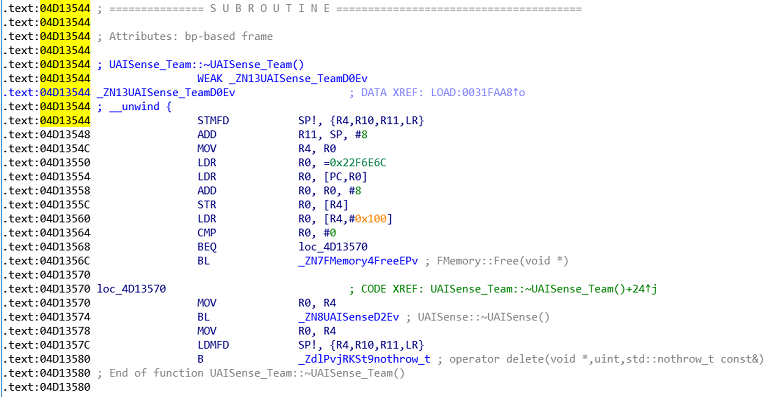 .text:04D13544 ; =============== S U B R O U T I N E =======================================
.text:04D13544
.text:04D13544 ; Attributes: bp-based frame
.text:04D13544
.text:04D13544 ; UAISense_Team::~UAISense_Team()
.text:04D13544 WEAK _ZN13UAISense_TeamD0Ev
.text:04D13544 _ZN13UAISense_TeamD0Ev ; DATA XREF: LOAD:0031FAA8↑o
.text:04D13544 ; __unwind {
.text:04D13544 STMFD SP!, {R4,R10,R11,LR}
.text:04D13548 ADD R11, SP, #8
.text:04D1354C MOV R4, R0
.text:04D13550 LDR R0, =0x22F6E6C
.text:04D13554 LDR R0, [PC,R0]
.text:04D13558 ADD R0, R0, #8
.text:04D1355C STR R0, [R4]
.text:04D13560 LDR R0, [R4,#0x100]
.text:04D13564 CMP R0, #0
.text:04D13568 BEQ loc_4D13570
.text:04D1356C BL _ZN7FMemory4FreeEPv ; FMemory::Free(void *)
.text:04D13570
.text:04D13570 loc_4D13570 ; CODE XREF: UAISense_Team::~UAISense_Team()+24↑j
.text:04D13570 MOV R0, R4
.text:04D13574 BL _ZN8UAISenseD2Ev ; UAISense::~UAISense()
.text:04D13578 MOV R0, R4
.text:04D1357C LDMFD SP!, {R4,R10,R11,LR}
.text:04D13580 B _ZdlPvjRKSt9nothrow_t ; operator delete(void *,uint,std::nothrow_t const&)
.text:04D13580 ; End of function UAISense_Team::~UAISense_Team()
.text:04D13580